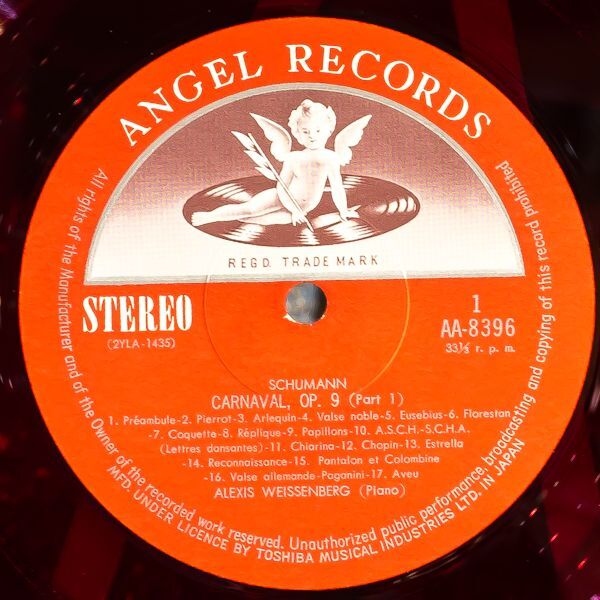 ANGEL RECORDS
REGD. TRADE MARK
STEREO
(2YLA-1435)
1
AA-8396
33⅓ r. p. m.
SCHUMANN
CARNAVAL, OP. 9 (Part 1)
1. Préambule-2. Pierrot-3. Arlequin-4. Valse noble-5. Eusebius-6. Florestan
-7. Coquette-8. Réplique-9. Papillons-10. A.S.C.H.-S.C.H.A.
(Lettres dansantes)-11. Chiarina-12. Chopin-13. Estrella
-14. Reconnaissance-15. Pantalon et Colombine
-16. Valse allemande-Paganini-17. Aveu
ALEXIS WEISSENBERG (Piano)
All rights of the Manufacturer and of the Owner of the recorded work reserved. Unauthorized public performance, broadcasting and copying of this record prohibited
MFD. UNDER LICENCE BY TOSHIBA MUSICAL INDUSTRIES LTD. IN JAPAN